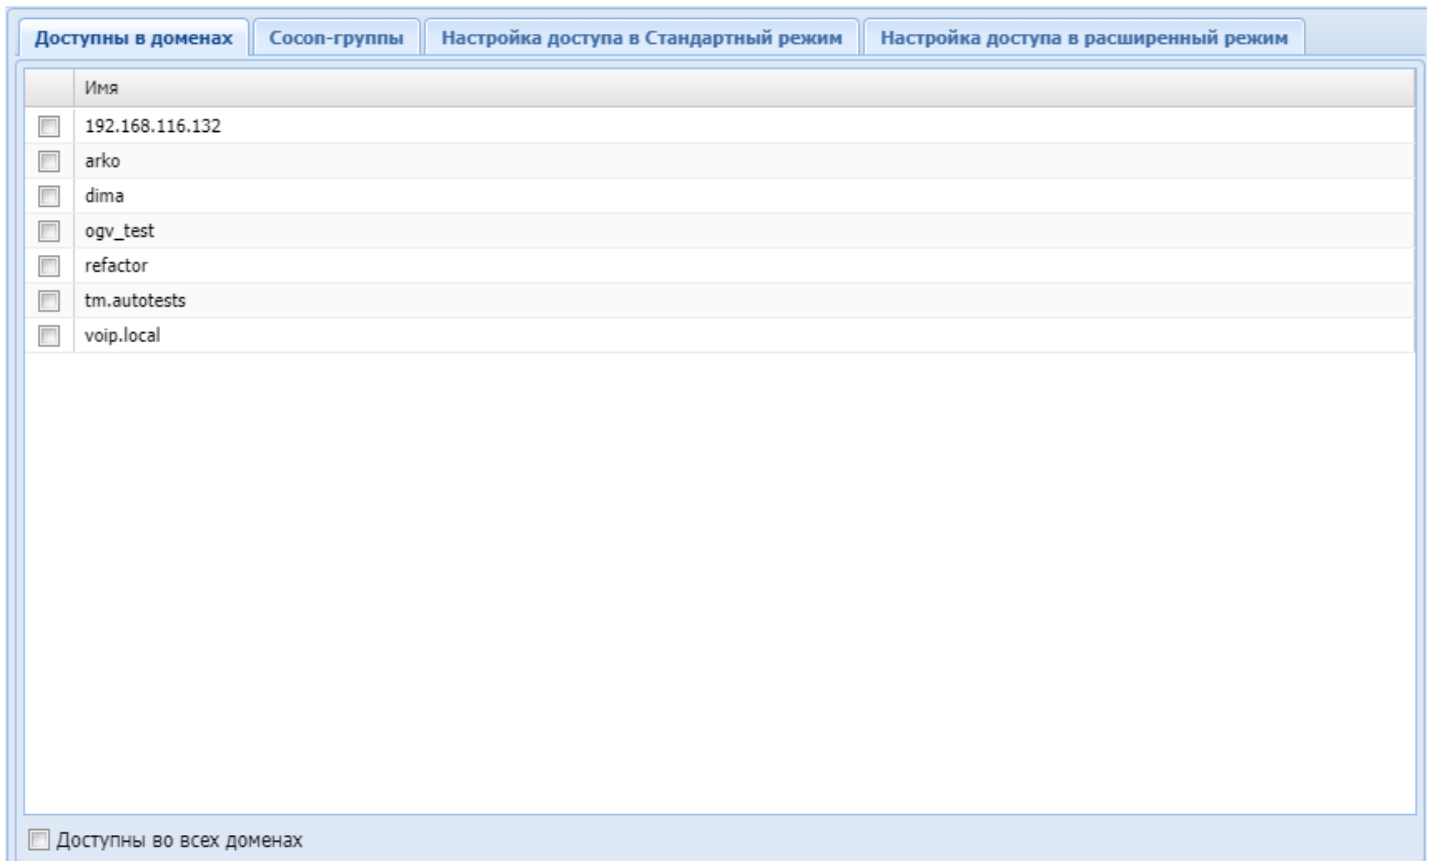 Доступны в доменах Cocon-группы Настройка доступа в Стандартный режим Настройка доступа в расширенный режим
Имя
192.168.116.132
arko
dima
ogv_test
refactor
tm.autotests
voip.local
Доступны во всех доменах